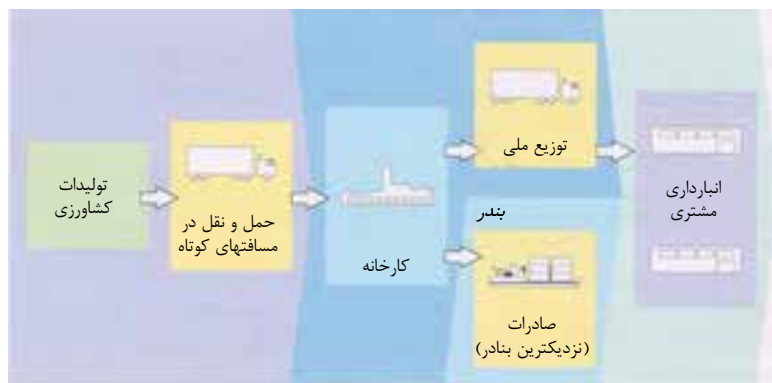 تولیدات
کشاورزی
حمل و نقل در
مسافتهای کوتاه
کارخانه
توزیع ملی
بندر
صادرات
(نزدیکترین بنادر)
انبارداری
مشتری